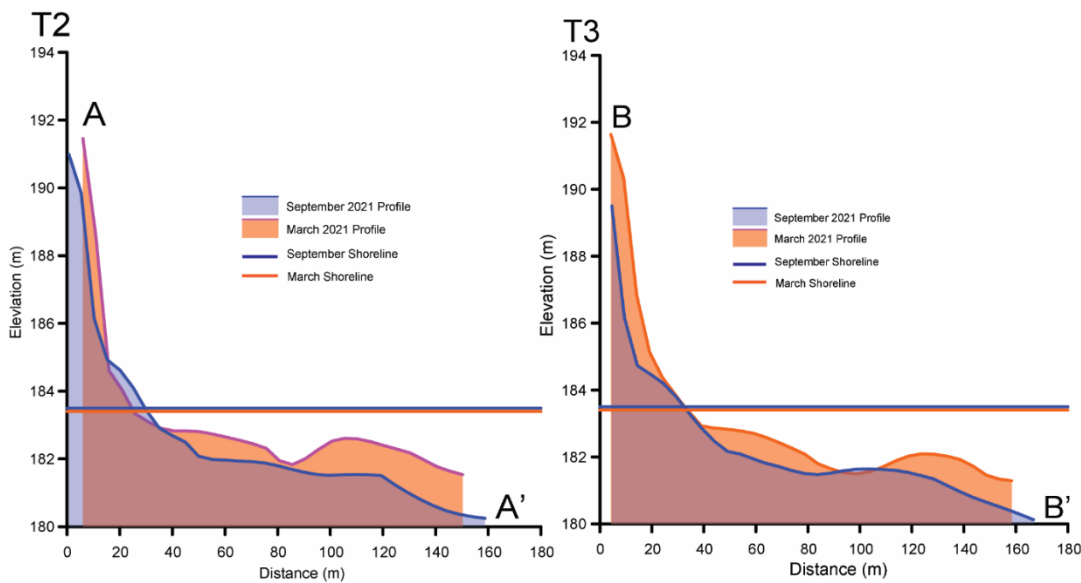 T2
194
192
190
188
186
184
182
180
Elevlation (m)
A
September 2021 Profile
March 2021 Profile
September Shoreline
March Shoreline
A’
0 20 40 60 80 100 120 140 160 180
Distance (m)
T3
194
192
190
188
186
184
182
180
Elevation (m)
B
September 2021 Profile
March 2021 Profile
September Shoreline
March Shoreline
B’
0 20 40 60 80 100 120 140 160 180
Distance (m)